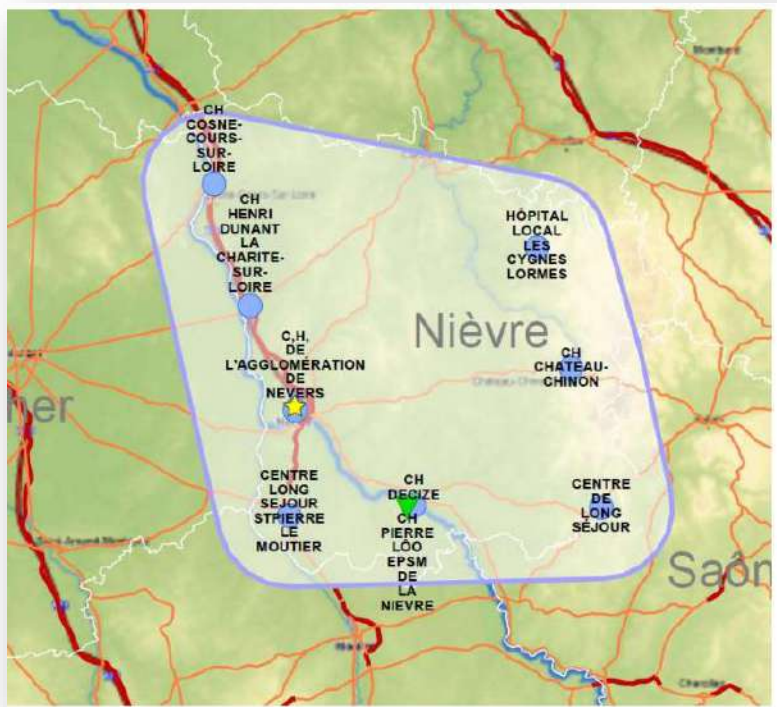 CH
COSNE-
COURS-
SUR-
LOIRE
CH
HENRI
DUNANT
LA
CHARITE-
SUR-
LOIRE
HÔPITAL
LOCAL
LES
CYGNES
LORMES
Nièvre
C,H,
DE
L'AGGLOMÉRATION
DE
NEVERS
CH
CHATEAU-
CHINON
her
CENTRE
LONG
SEJOUR
STPIERRE
LE
MOUTIER
CH
DECIZE
CH
PIERRE
LÔO
EPSM
DE
LA
NIEVRE
CENTRE
DE
LONG
SÉJOUR
Saôn
Charolles